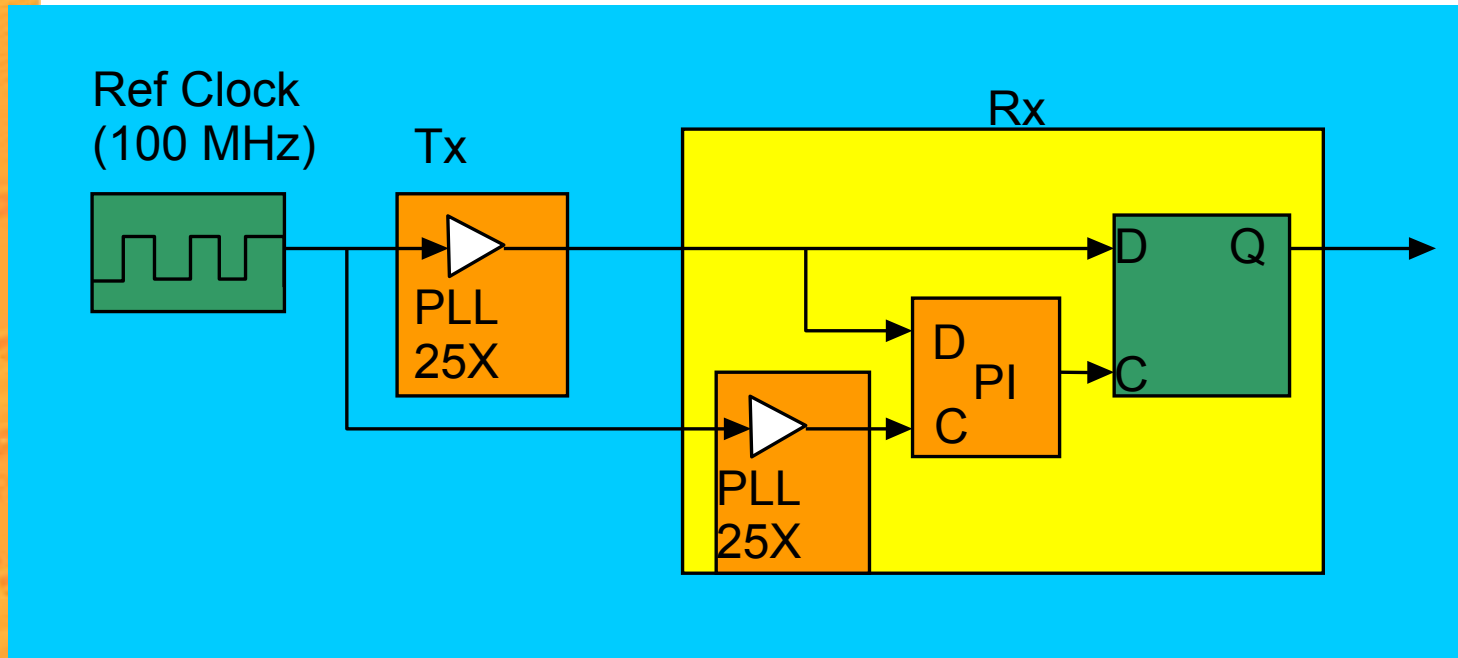 Ref Clock
(100 MHz)
Tx
PLL
25X
Rx
D Q
C
D
PI
C
PLL
25X